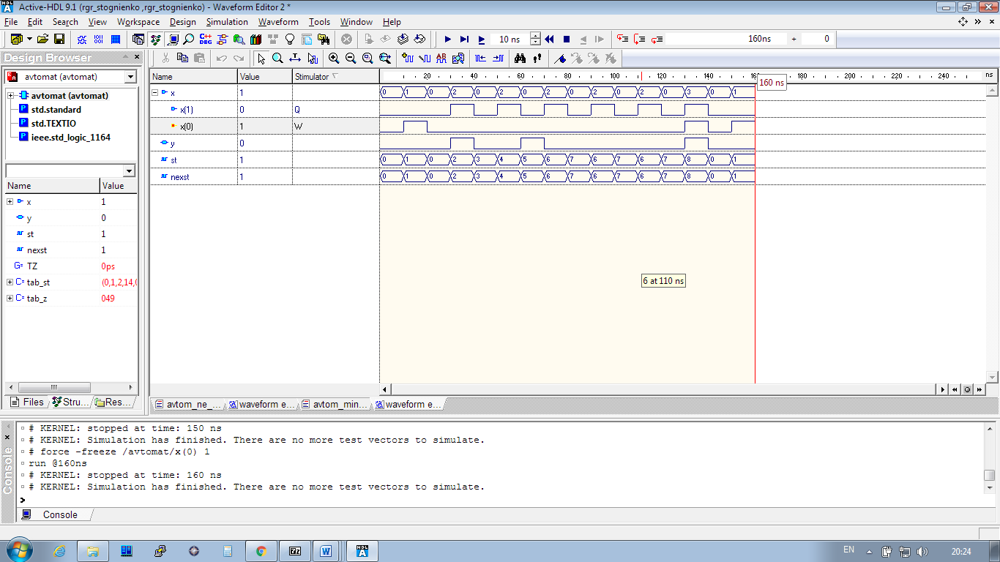 Active-HDL 9.1 (rgr_stognienko ,rgr_stognienko) - Waveform Editor 2 *
File Edit Search View Workspace Design Simulation Waveform Tools Window Help
10 ns 160ns + 0
Design Browser
avtomat (avtomat)
avtomat (avtomat)
std.standard
std.TEXTIO
ieee.std_logic_1164
Name Value
x 1
y 0
st 1
nexst 1
TZ 0ps
tab_st (0,1,2,14,0
tab_z 049
Files Stru... Res...
Name Value Stimulator 20 40 60 80 100 120 140 160 180 200 220 240 ns
160 ns
x 1 0 1 0 2 0 2 0 2 0 2 0 2 0 3 0 1
x(1) 0 Q
x(0) 1 W
y 0
st 1 0 1 0 2 3 4 5 6 7 6 7 6 7 8 0 1
nexst 1 0 1 0 2 3 4 5 6 7 6 7 6 7 8 0 1
6 at 110 ns
avtom_ne_... waveform e... avtom_min... waveform e...
# KERNEL: stopped at time: 150 ns
# KERNEL: Simulation has finished. There are no more test vectors to simulate.
# force -freeze /avtomat/x(0) 1
run @160ns
# KERNEL: stopped at time: 160 ns
# KERNEL: Simulation has finished. There are no more test vectors to simulate.
>
Console
Console
EN 20:24